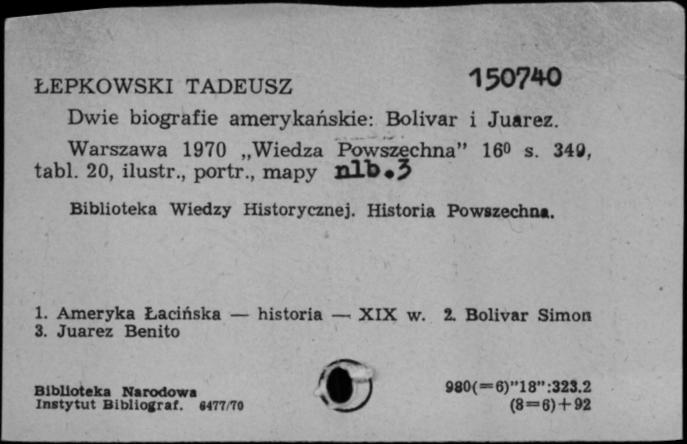 ŁEPKOWSKI TADEUSZ 150740
Dwie biografie amerykańskie: Bolivar i Juarez.
Warszawa 1970 „Wiedza Powszechna” 16⁰ s. 349,
tabl. 20, ilustr., portr., mapy nlb.3
Biblioteka Wiedzy Historycznej. Historia Powszechna.
1. Ameryka Łacińska — historia — XIX w. 2. Bolivar Simon
3. Juarez Benito
Biblioteka Narodowa 980(=6)”18”:323.2
Instytut Bibliograf. 6477/70 (8=6)+92